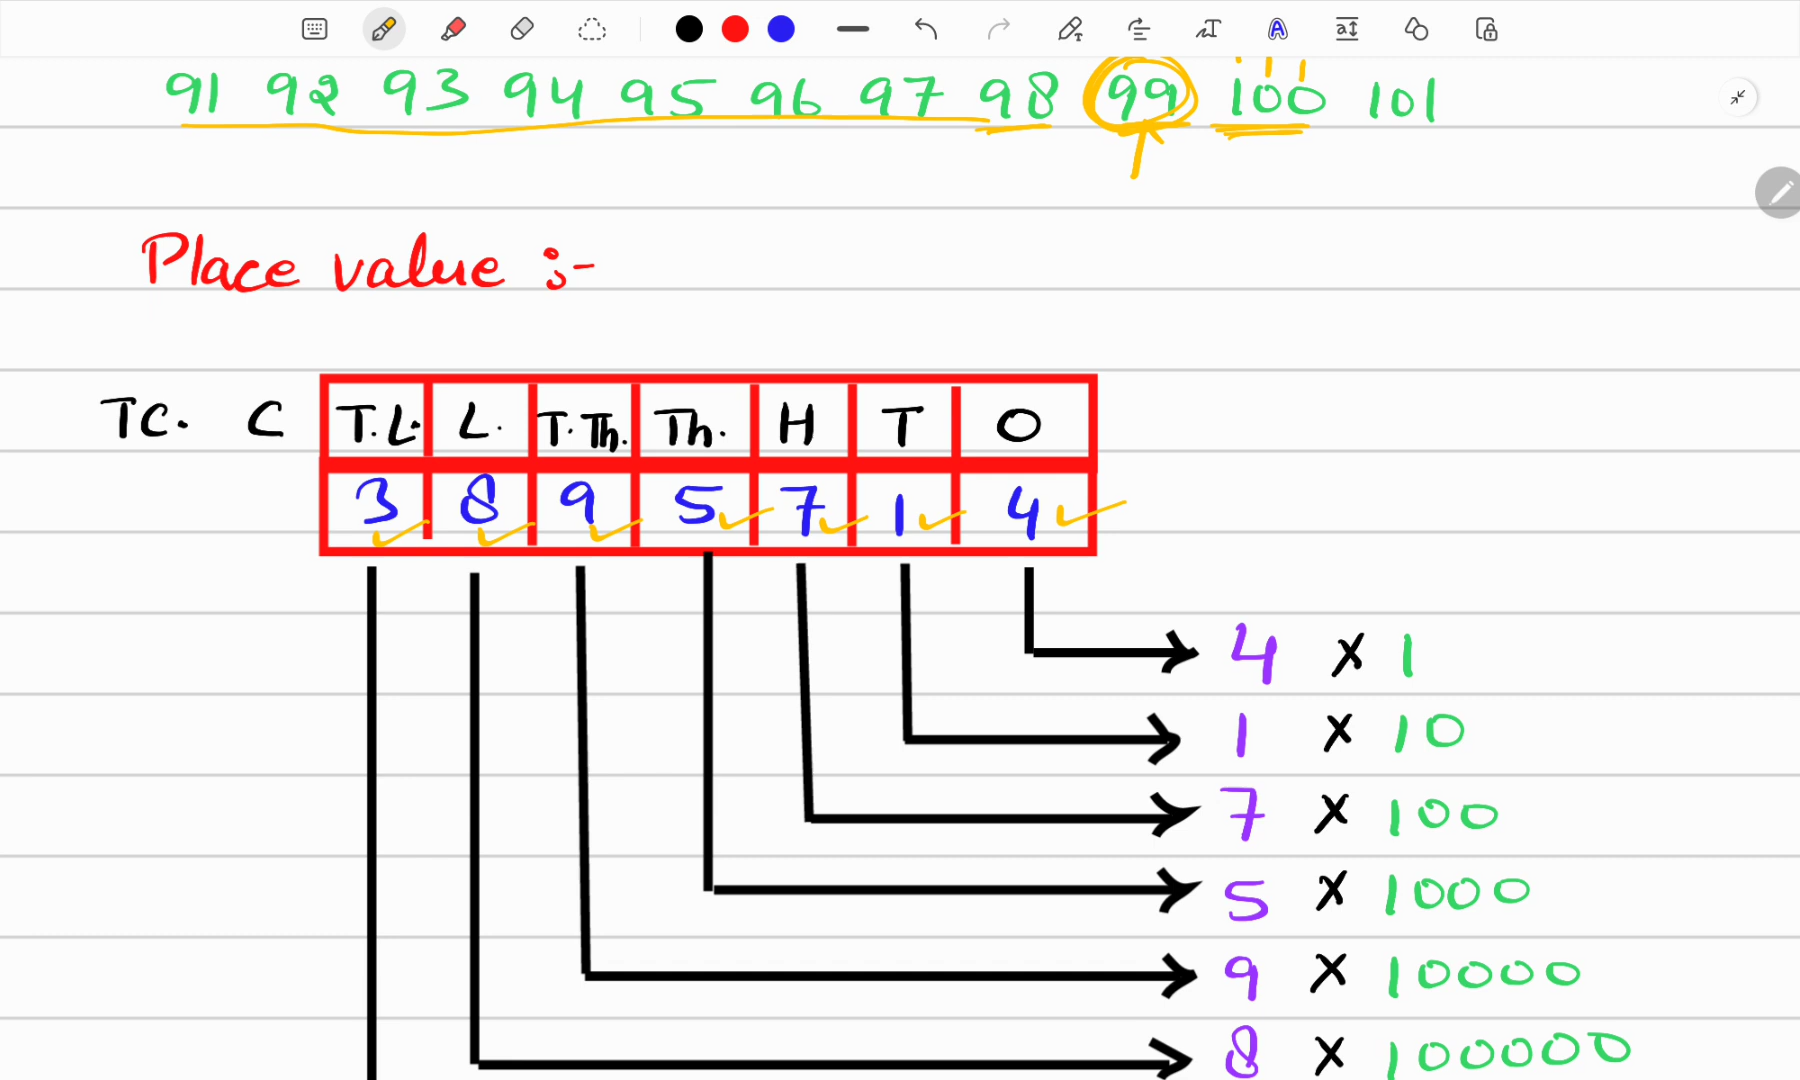 91 92 93 94 95 96 97 98 99 100 101
Place value :-
TC. C T.L. L. T.Th. Th. H T O
3 8 9 5 7 1 4
4 X 1
1 X 10
7 X 100
5 X 1000
9 X 10000
8 X 100000